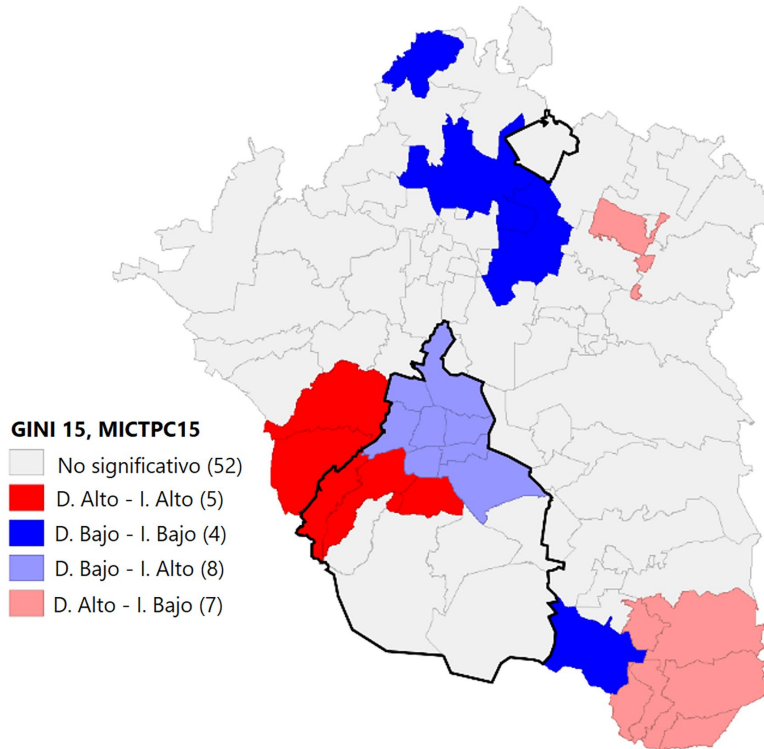 GINI 15, MICTPC15
No significativo (52)
D. Alto - I. Alto (5)
D. Bajo - I. Bajo (4)
D. Bajo - I. Alto (8)
D. Alto - I. Bajo (7)